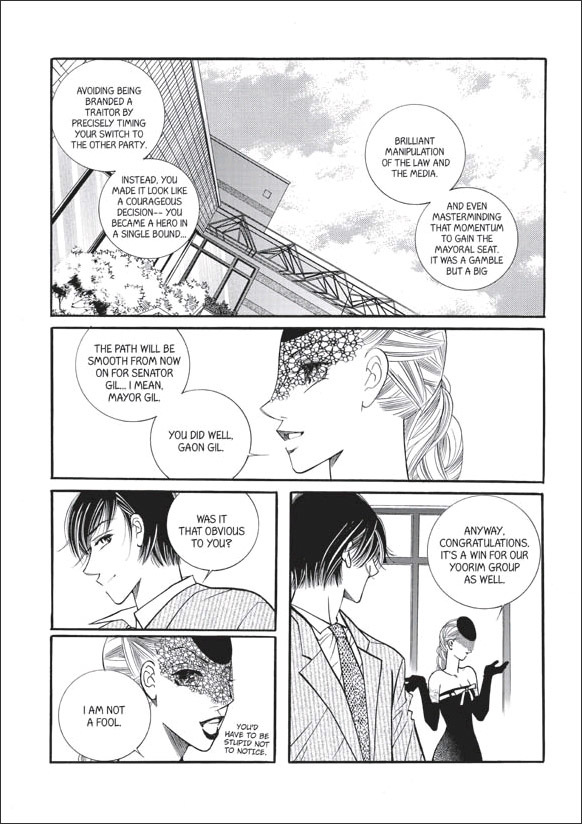 AVOIDING BEING
BRANDED A
TRAITOR BY
PRECISELY TIMING
YOUR SWITCH TO
THE OTHER PARTY.
INSTEAD, YOU
MADE IT LOOK LIKE
A COURAGEOUS
DECISION-- YOU
BECAME A HERO IN
A SINGLE BOUND...
BRILLIANT
MANIPULATION
OF THE LAW AND
THE MEDIA.
AND EVEN
MASTERMINDING
THAT MOMENTUM
TO GAIN THE
MAYORAL SEAT.
IT WAS A GAMBLE
BUT A BIG
THE PATH WILL BE
SMOOTH FROM NOW
ON FOR SENATOR
GIL... I MEAN,
MAYOR GIL.
YOU DID WELL,
GAON GIL.
WAS IT
THAT OBVIOUS
TO YOU?
I AM NOT
A FOOL.
YOU'D
HAVE TO BE
STUPID NOT
TO NOTICE.
ANYWAY,
CONGRATULATIONS.
IT'S A WIN FOR OUR
YOORIM GROUP
AS WELL.